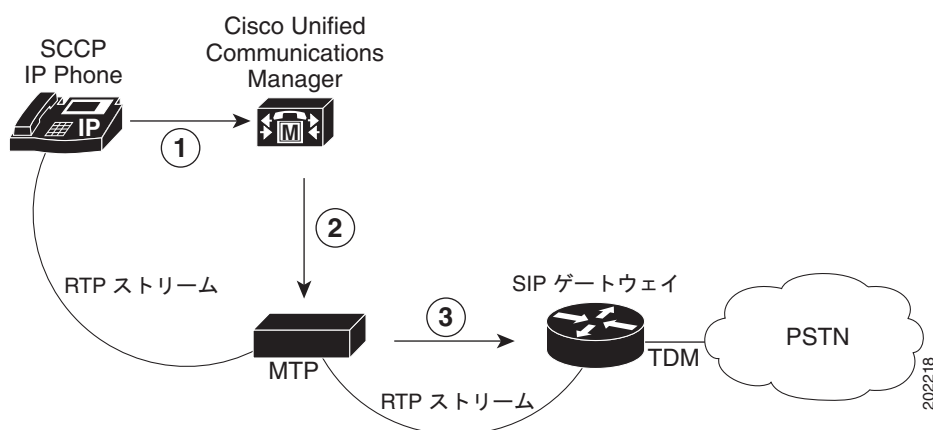 Cisco Unified
Communications
Manager
SCCP
IP Phone
IP
M
1
2
RTP ストリーム
SIP ゲートウェイ
3
PSTN
TDM
MTP
RTP ストリーム
202218